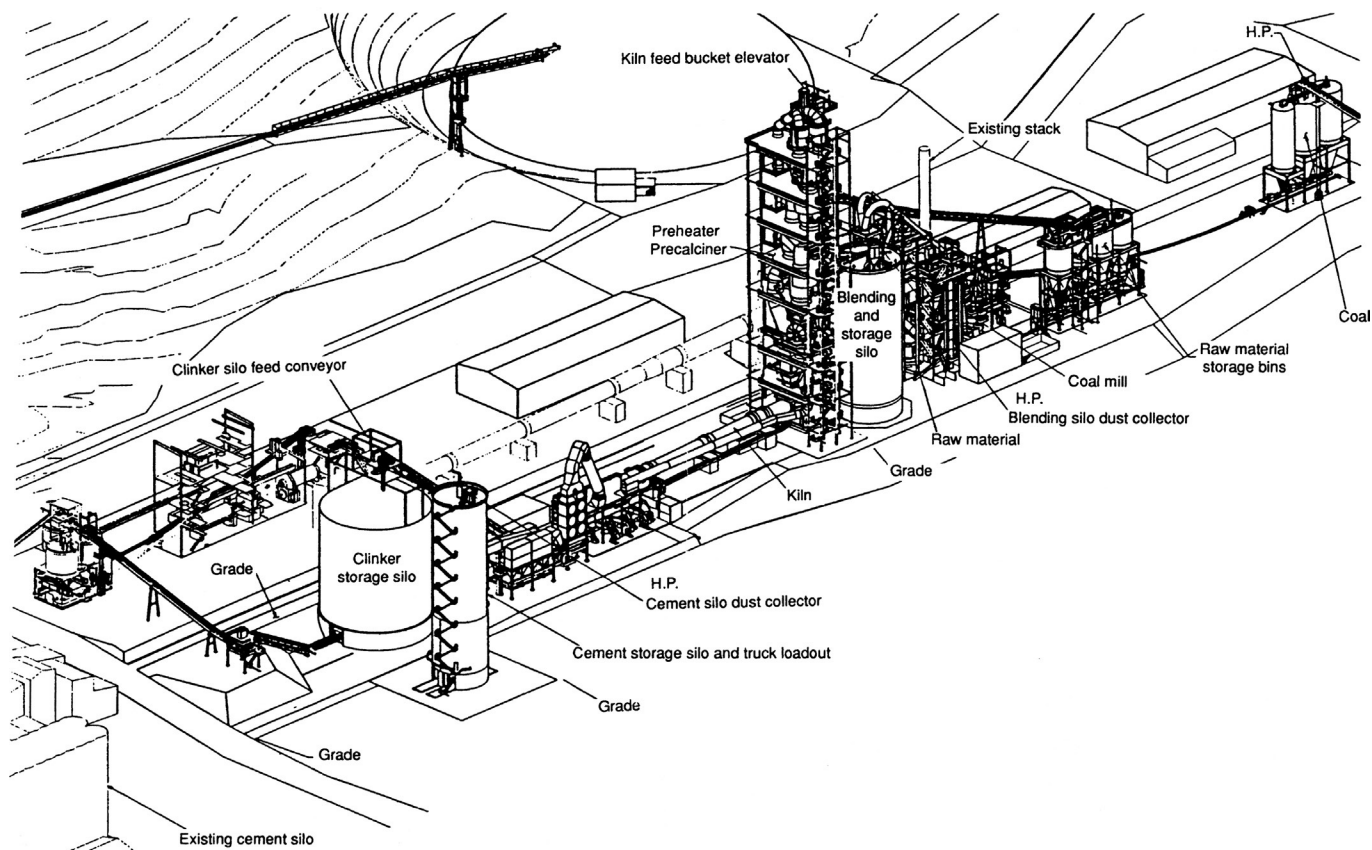 H.P.
Kiln feed bucket elevator
Existing stack
Preheater
Precalciner
Blending
and
storage
silo
Coal
Raw material
storage bins
Clinker silo feed conveyor
Coal mill
H.P.
Blending silo dust collector
Raw material
Grade
Kiln
Clinker
storage silo
Grade
H.P.
Cement silo dust collector
Cement storage silo and truck loadout
Grade
Grade
Existing cement silo